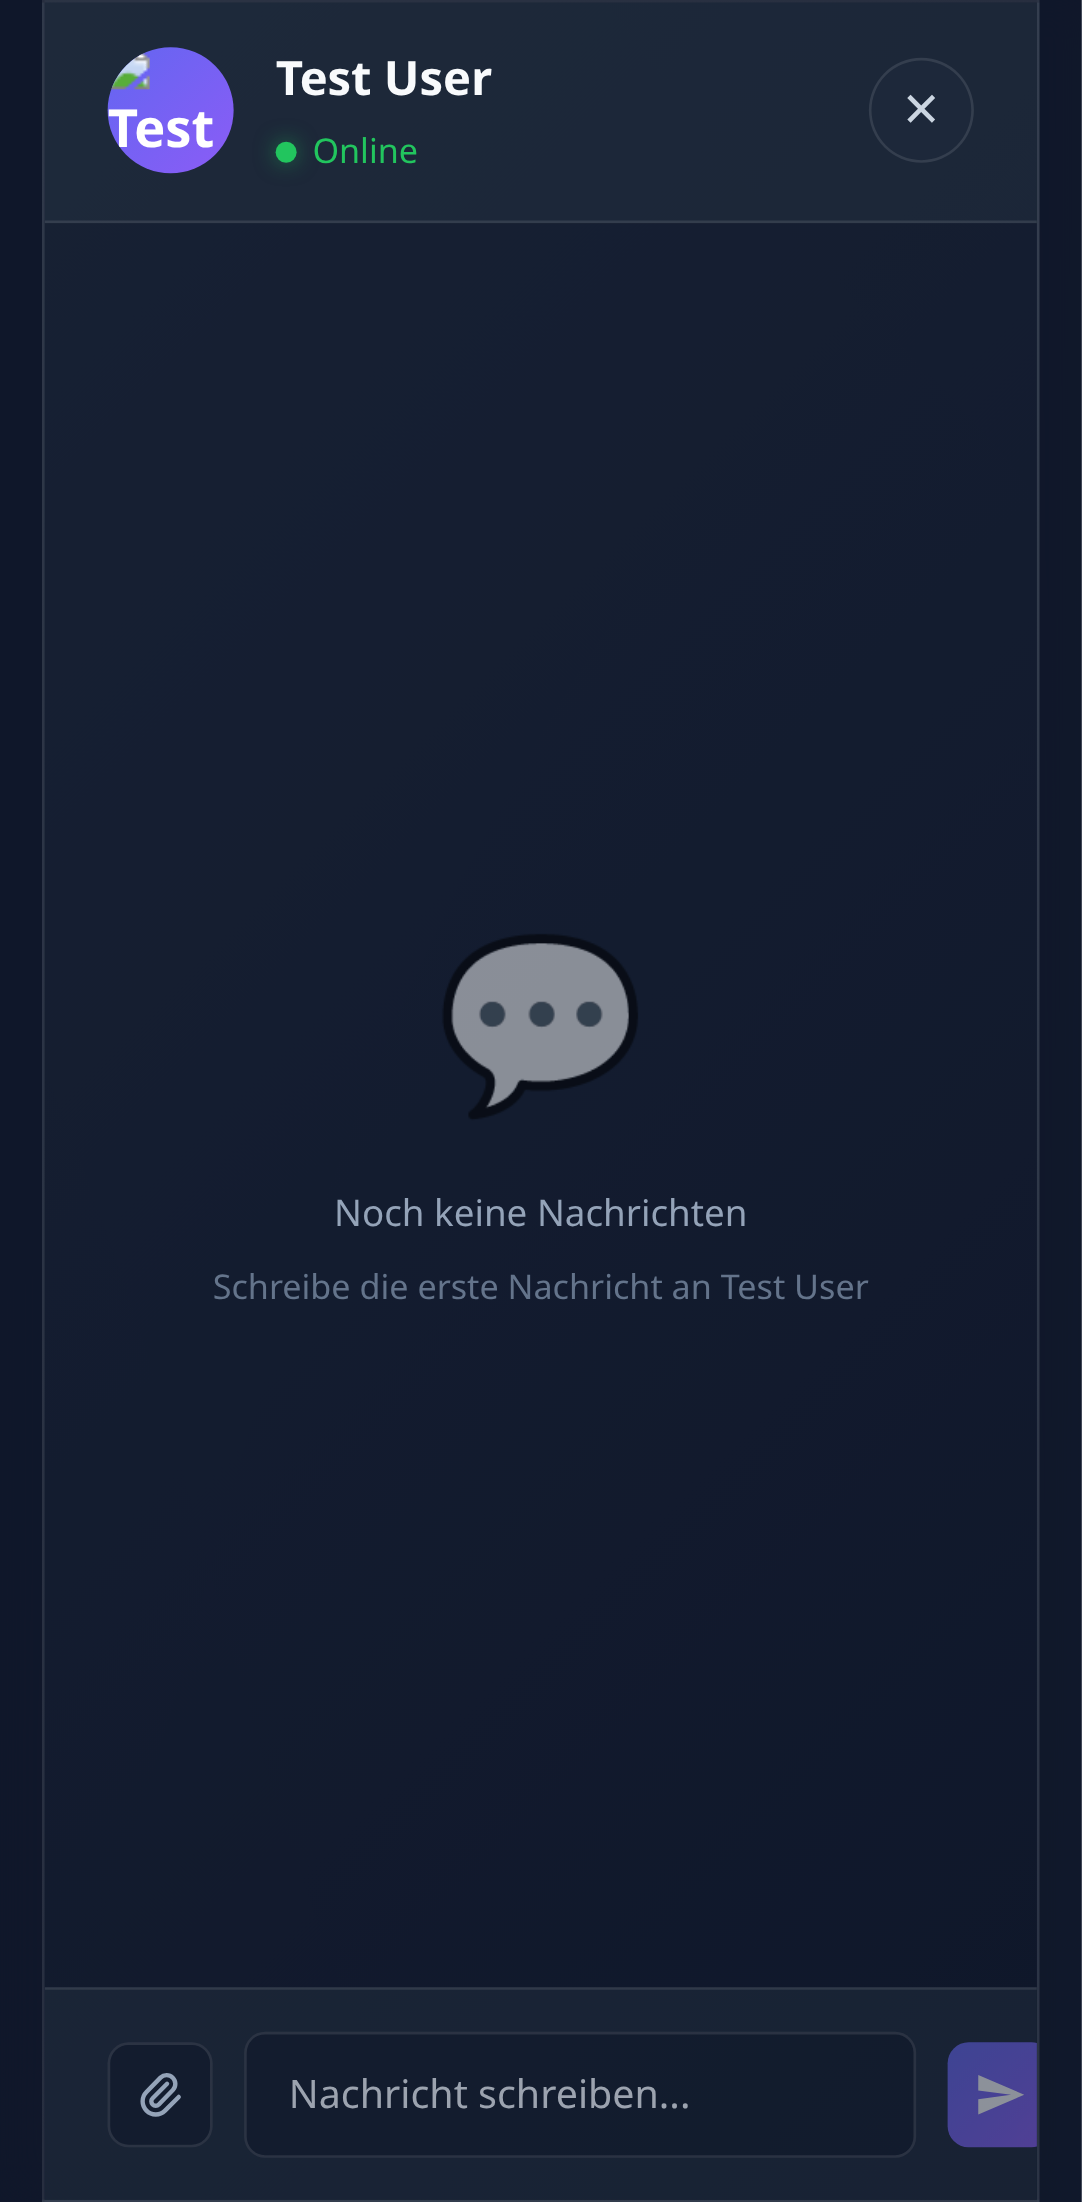 Test
Test User
Online
Noch keine Nachrichten
Schreibe die erste Nachricht an Test User
Nachricht schreiben...